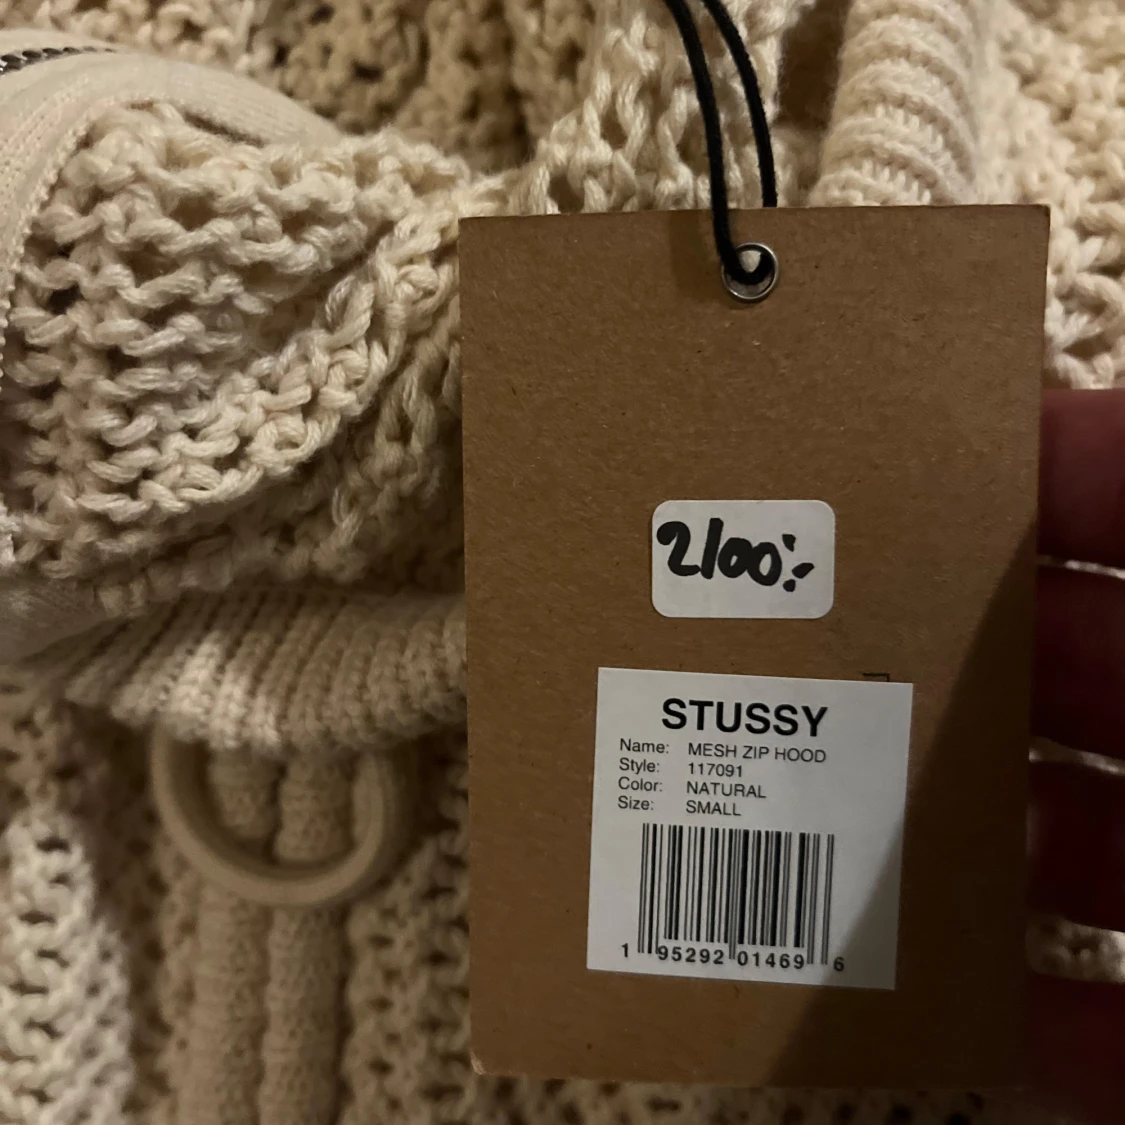 2100:-
STUSSY
Name: MESH ZIP HOOD
Style: 117091
Color: NATURAL
Size: SMALL
1 95292 01469 6